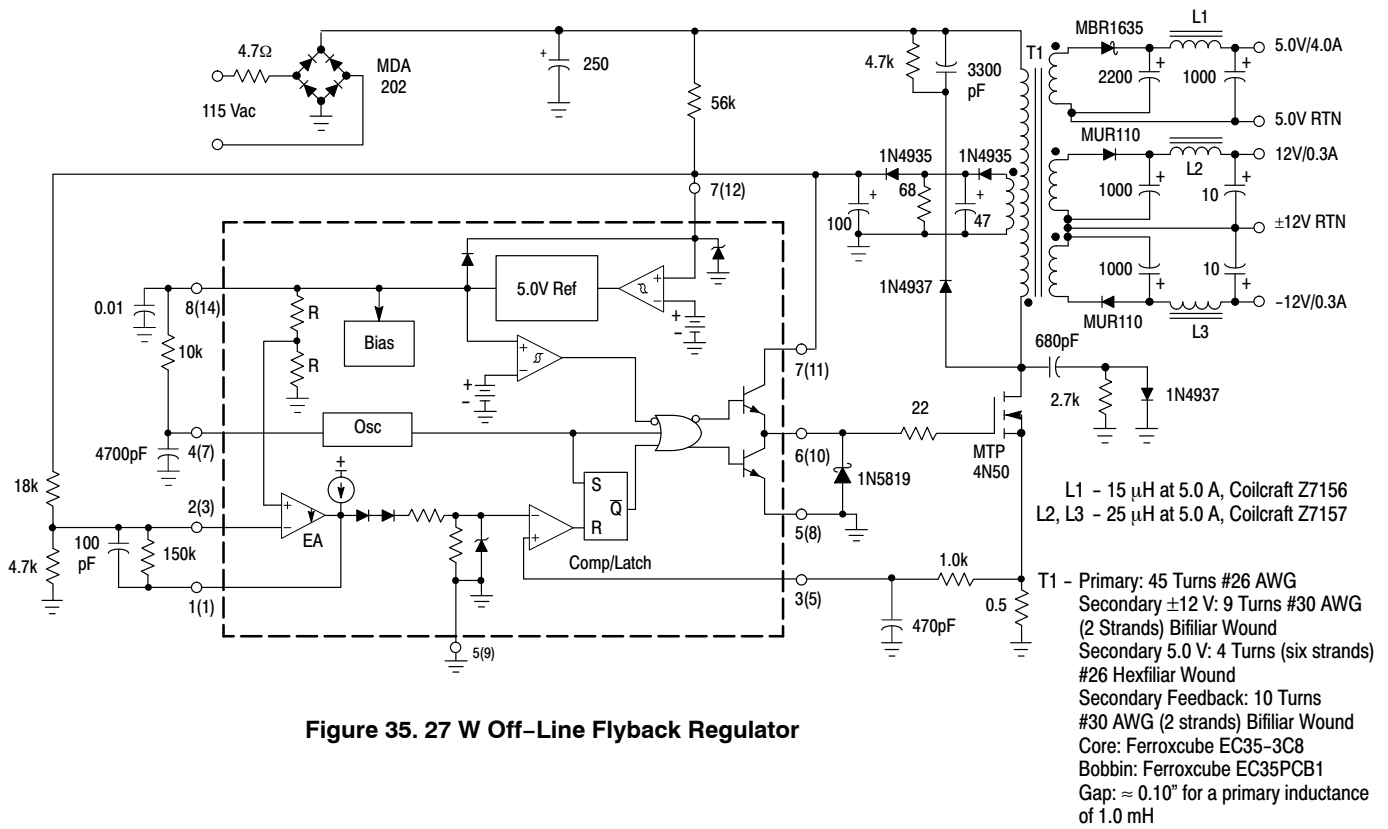 4.7Ω
MDA
202
115 Vac
+
250
56k
4.7k
3300
pF
T1
MBR1635
L1
5.0V/4.0A
+
2200
+
1000
5.0V RTN
MUR110
12V/0.3A
L2
+
1000
+
10
±12V RTN
+
1000
+
10
−12V/0.3A
MUR110
L3
1N4935
1N4935
68
+
100
+
47
7(12)
1N4937
680pF
2.7k
1N4937
0.01
8(14)
R
R
Bias
5.0V Ref
+
−
+
−
+
−
+
−
10k
7(11)
Osc
22
4700pF
4(7)
6(10)
MTP
4N50
18k
+
S
Q
R
1N5819
2(3)
+
−
EA
−
+
5(8)
100
pF
150k
4.7k
Comp/Latch
1(1)
3(5)
1.0k
0.5
470pF
5(9)
L1 − 15 μH at 5.0 A, Coilcraft Z7156
L2, L3 − 25 μH at 5.0 A, Coilcraft Z7157
T1 − Primary: 45 Turns #26 AWG
Secondary ±12 V: 9 Turns #30 AWG
(2 Strands) Bifiliar Wound
Secondary 5.0 V: 4 Turns (six strands)
#26 Hexfiliar Wound
Secondary Feedback: 10 Turns
#30 AWG (2 strands) Bifiliar Wound
Core: Ferroxcube EC35−3C8
Bobbin: Ferroxcube EC35PCB1
Gap: ≈ 0.10" for a primary inductance
of 1.0 mH
Figure 35. 27 W Off−Line Flyback Regulator